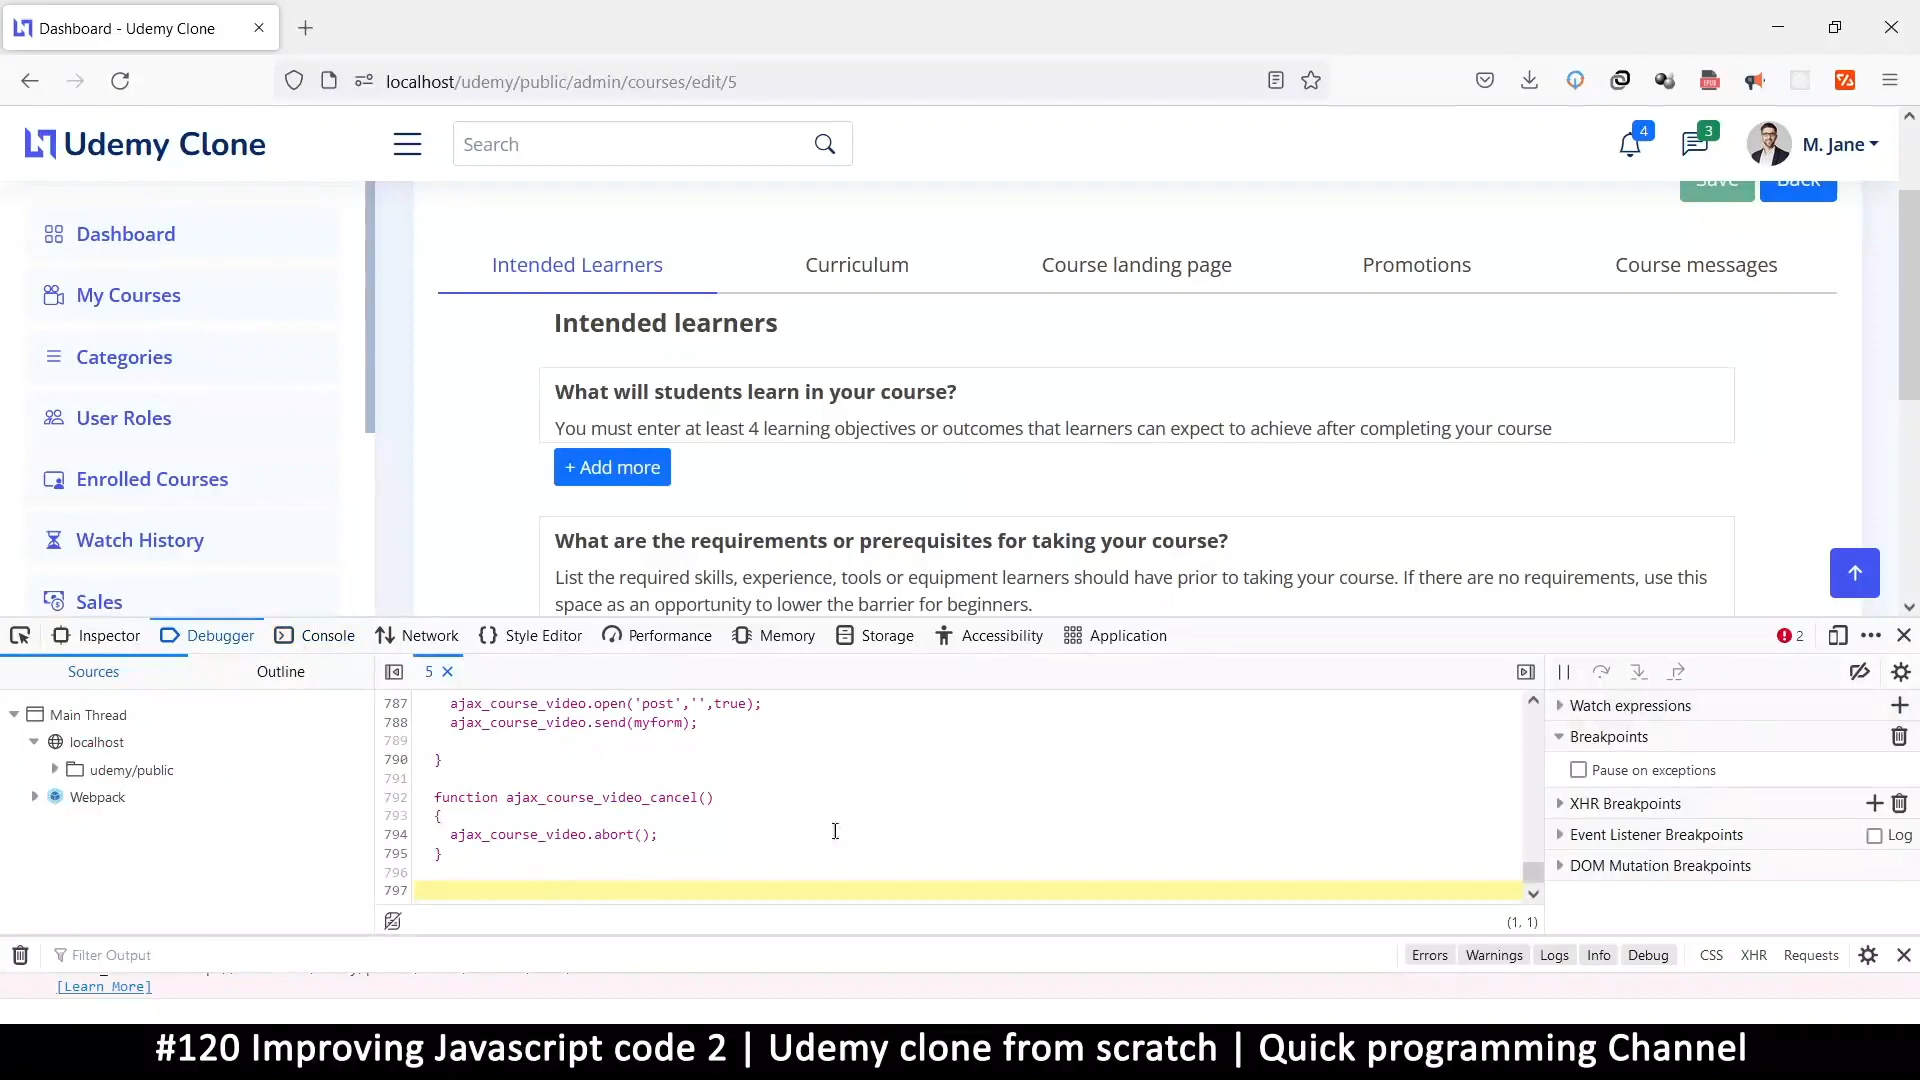 Dashboard - Udemy Clone
localhost/udemy/public/admin/courses/edit/5
Udemy Clone
Search
4
3
M. Jane
Save
Back
Dashboard
My Courses
Categories
User Roles
Enrolled Courses
Watch History
Sales
Intended Learners
Curriculum
Course landing page
Promotions
Course messages
Intended learners
What will students learn in your course?
You must enter at least 4 learning objectives or outcomes that learners can expect to achieve after completing your course
+ Add more
What are the requirements or prerequisites for taking your course?
List the required skills, experience, tools or equipment learners should have prior to taking your course. If there are no requirements, use this
space as an opportunity to lower the barrier for beginners.
Inspector
Debugger
Console
Network
Style Editor
Performance
Memory
Storage
Accessibility
Application
2
Sources
Outline
5
Main Thread
localhost
udemy/public
Webpack
787 ajax_course_video.open('post','',true);
788 ajax_course_video.send(myform);
789
790 }
791
792 function ajax_course_video_cancel()
793 {
794 ajax_course_video.abort();
795 }
796
797
(1, 1)
Watch expressions
Breakpoints
Pause on exceptions
XHR Breakpoints
Event Listener Breakpoints
Log
DOM Mutation Breakpoints
Filter Output
Errors
Warnings
Logs
Info
Debug
CSS
XHR
Requests
[Learn More]
#120 Improving Javascript code 2 | Udemy clone from scratch | Quick programming Channel